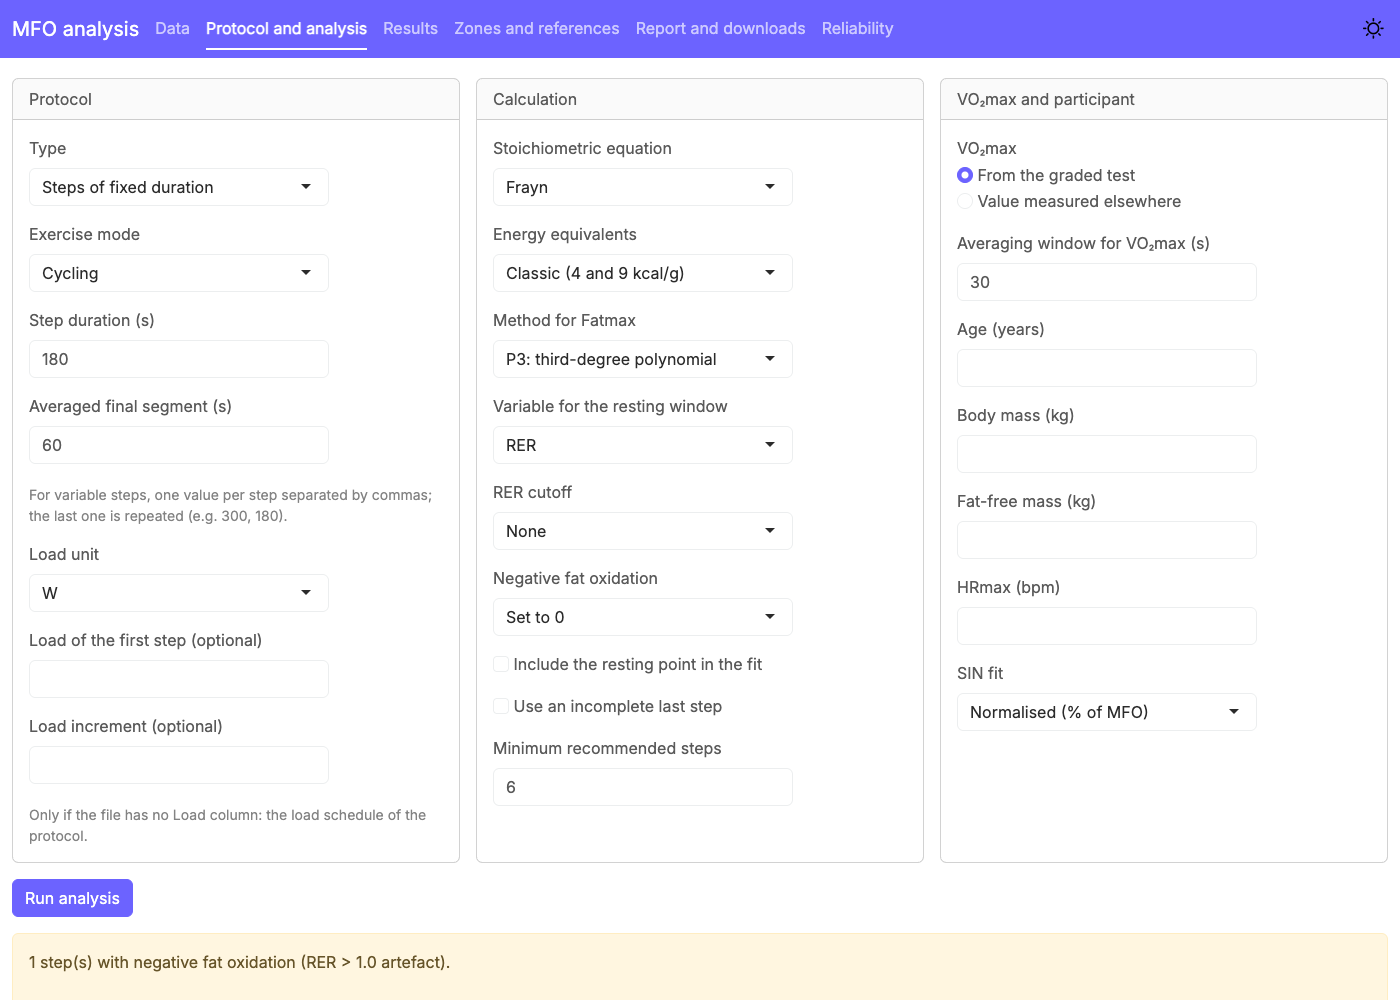 MFO analysis
Data
Protocol and analysis
Results
Zones and references
Report and downloads
Reliability
Protocol
Type
Steps of fixed duration
Exercise mode
Cycling
Step duration (s)
180
Averaged final segment (s)
60
For variable steps, one value per step separated by commas;
the last one is repeated (e.g. 300, 180).
Load unit
W
Load of the first step (optional)
Load increment (optional)
Only if the file has no Load column: the load schedule of the
protocol.
Calculation
Stoichiometric equation
Frayn
Energy equivalents
Classic (4 and 9 kcal/g)
Method for Fatmax
P3: third-degree polynomial
Variable for the resting window
RER
RER cutoff
None
Negative fat oxidation
Set to 0
Include the resting point in the fit
Use an incomplete last step
Minimum recommended steps
6
VO₂max and participant
VO₂max
From the graded test
Value measured elsewhere
Averaging window for VO₂max (s)
30
Age (years)
Body mass (kg)
Fat-free mass (kg)
HRmax (bpm)
SIN fit
Normalised (% of MFO)
Run analysis
1 step(s) with negative fat oxidation (RER > 1.0 artefact).